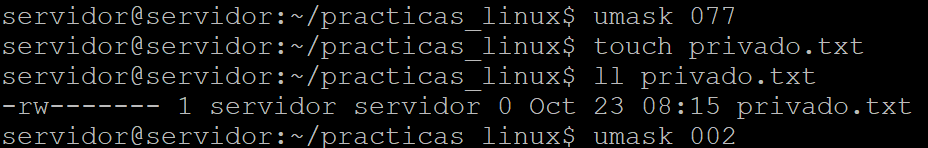 servidor@servidor:~/practicas_linux$ umask 077
servidor@servidor:~/practicas_linux$ touch privado.txt
servidor@servidor:~/practicas_linux$ ll privado.txt
-rw------- 1 servidor servidor 0 Oct 23 08:15 privado.txt
servidor@servidor:~/practicas_linux$ umask 002